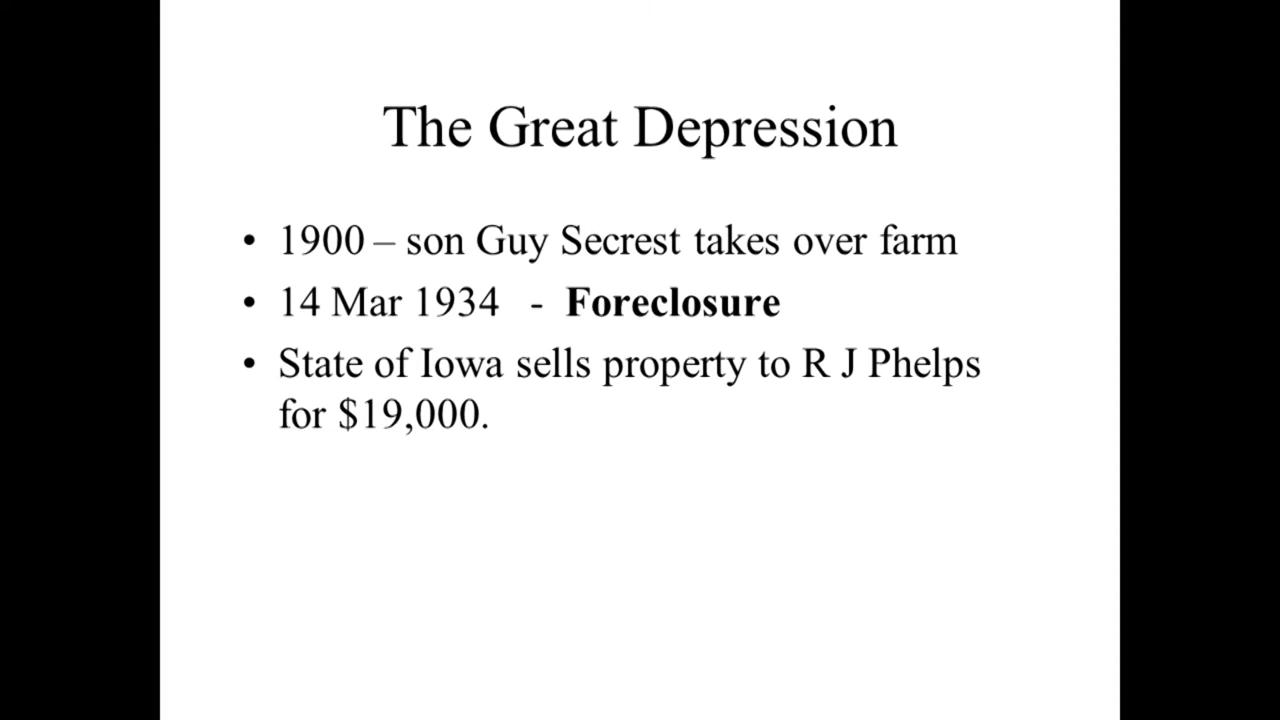 The Great Depression
• 1900 – son Guy Secrest takes over farm
• 14 Mar 1934 - Foreclosure
• State of Iowa sells property to R J Phelps
for $19,000.